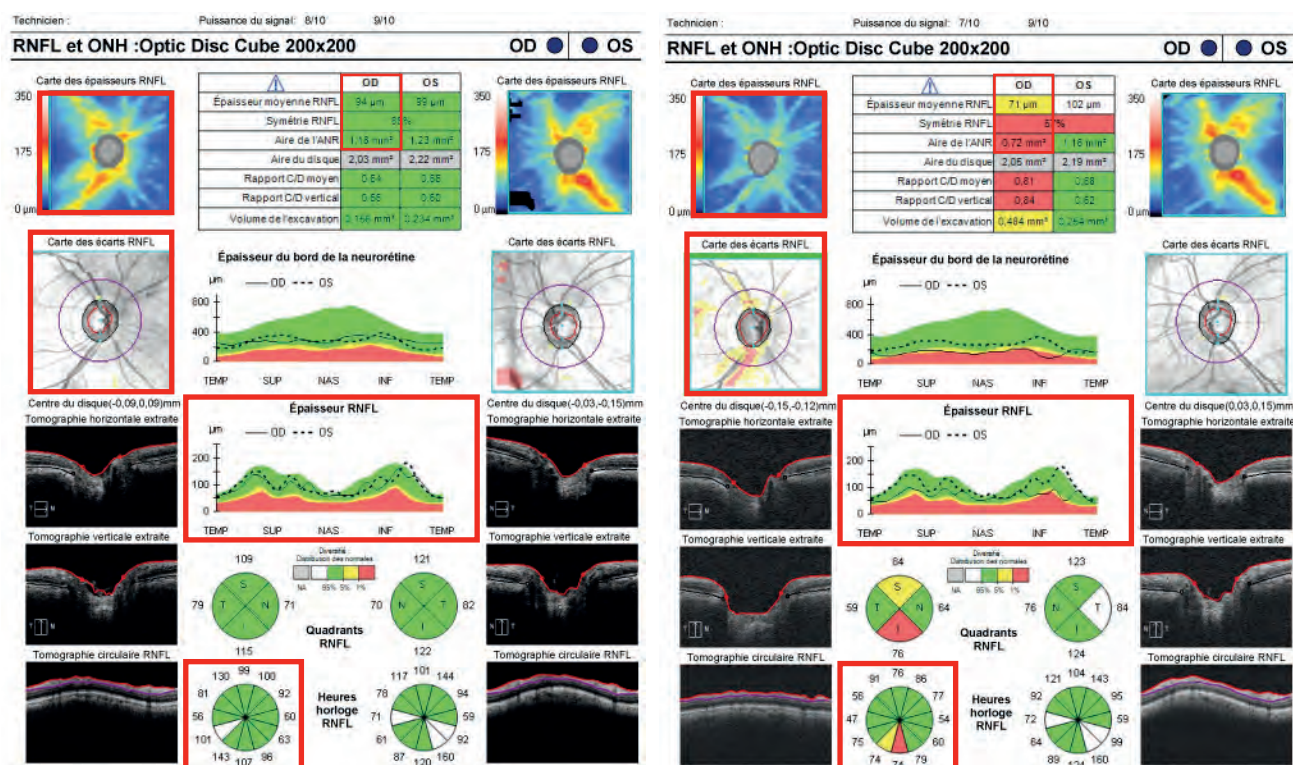 Technicien :
Puissance du signal: 8/10 9/10
RNFL et ONH :Optic Disc Cube 200x200
OD OS
Carte des épaisseurs RNFL
350
175
0 µm
OD OS
Épaisseur moyenne RNFL 94 µm 99 µm
Symétrie RNFL
Aire de l'ANR 1,18 mm² 1,23 mm²
Aire du disque 2,03 mm² 2,22 mm²
Rapport C/D moyen
Rapport C/D vertical
Volume de l'excavation 0,234 mm³
Carte des épaisseurs RNFL
350
175
0 µm
Carte des écarts RNFL
Épaisseur du bord de la neurorétine
µm OD OS
800
400
0
TEMP SUP NAS INF TEMP
Carte des écarts RNFL
Centre du disque(-0,09,0,09)mm
Tomographie horizontale extraite
Épaisseur RNFL
µm OD OS
200
100
0
TEMP SUP NAS INF TEMP
Centre du disque(-0,03,-0,15)mm
Tomographie horizontale extraite
T N
N T
Tomographie verticale extraite
Diversité :
Distribution des normales
NA 95% 5% 1%
109
S
79 T N 71
I
115
Quadrants
RNFL
121
S
70 N T 82
I
122
Tomographie verticale extraite
Tomographie circulaire RNFL
Heures
horloge
RNFL
99
130 100
81 92
56 60
101 63
143 96
107
101
117 144
78 94
71 59
61 92
87 160
120
Tomographie circulaire RNFL
Technicien :
Puissance du signal: 7/10 9/10
RNFL et ONH :Optic Disc Cube 200x200
OD OS
Carte des épaisseurs RNFL
350
175
0 µm
OD OS
Épaisseur moyenne RNFL 71 µm 102 µm
Symétrie RNFL
Aire de l'ANR 0,72 mm² 1,16 mm²
Aire du disque 2,05 mm² 2,19 mm²
Rapport C/D moyen 0,81
Rapport C/D vertical 0,84 0,62
Volume de l'excavation 0,484 mm³ 0,264 mm³
Carte des épaisseurs RNFL
350
175
0 µm
Carte des écarts RNFL
Épaisseur du bord de la neurorétine
µm OD OS
800
400
0
TEMP SUP NAS INF TEMP
Carte des écarts RNFL
Centre du disque(-0,15,-0,12)mm
Tomographie horizontale extraite
Épaisseur RNFL
µm OD OS
200
100
0
TEMP SUP NAS INF TEMP
Centre du disque(0,03,0,15)mm
Tomographie horizontale extraite
T N
N T
Tomographie verticale extraite
Diversité :
Distribution des normales
NA 95% 5% 1%
84
S
59 T N 64
I
76
Quadrants
RNFL
123
S
76 N T 84
I
124
Tomographie verticale extraite
Tomographie circulaire RNFL
Heures
horloge
RNFL
76
91 86
56 77
47 54
75 60
74 79
74
104
121 143
92 95
72 59
64 99
89 160
124
Tomographie circulaire RNFL